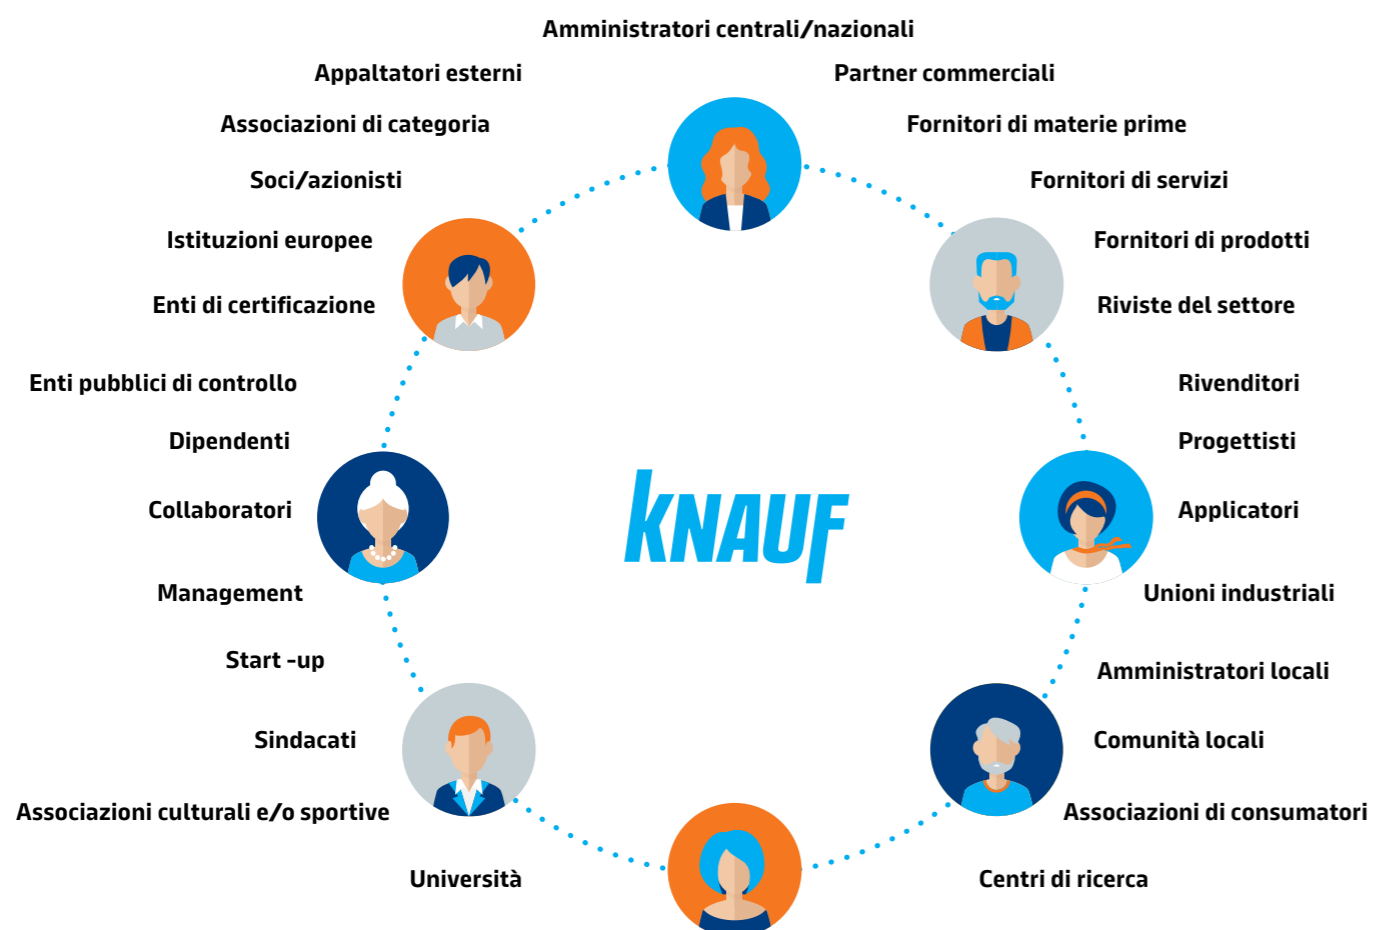 Amministratori centrali/nazionali
Appaltatori esterni
Partner commerciali
Associazioni di categoria
Fornitori di materie prime
Soci/azionisti
Fornitori di servizi
Istituzioni europee
Fornitori di prodotti
Enti di certificazione
Riviste del settore
Enti pubblici di controllo
Rivenditori
Dipendenti
Progettisti
Collaboratori
KNAUF
Applicatori
Management
Unioni industriali
Start -up
Amministratori locali
Sindacati
Comunità locali
Associazioni culturali e/o sportive
Associazioni di consumatori
Università
Centri di ricerca